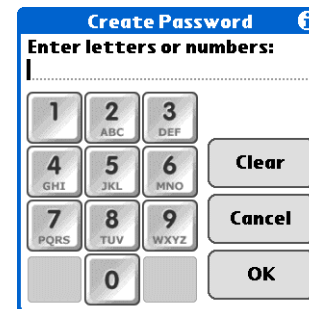 Create Password
Enter letters or numbers:
1
2 ABC
3 DEF
4 GHI
5 JKL
6 MNO
7 PQRS
8 TUV
9 WXYZ
0
Clear
Cancel
OK